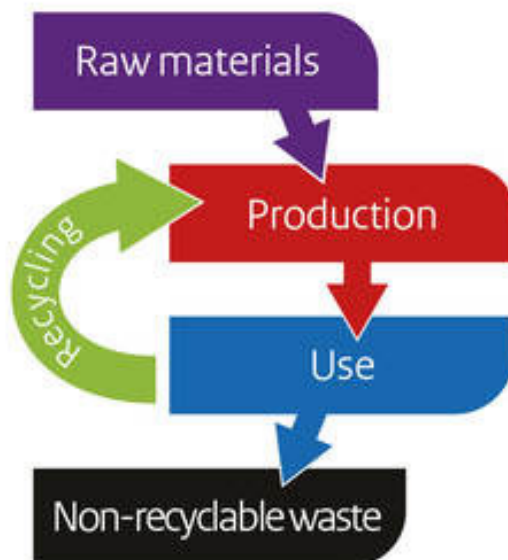 Raw materials
Production
Recycling
Use
Non-recyclable waste